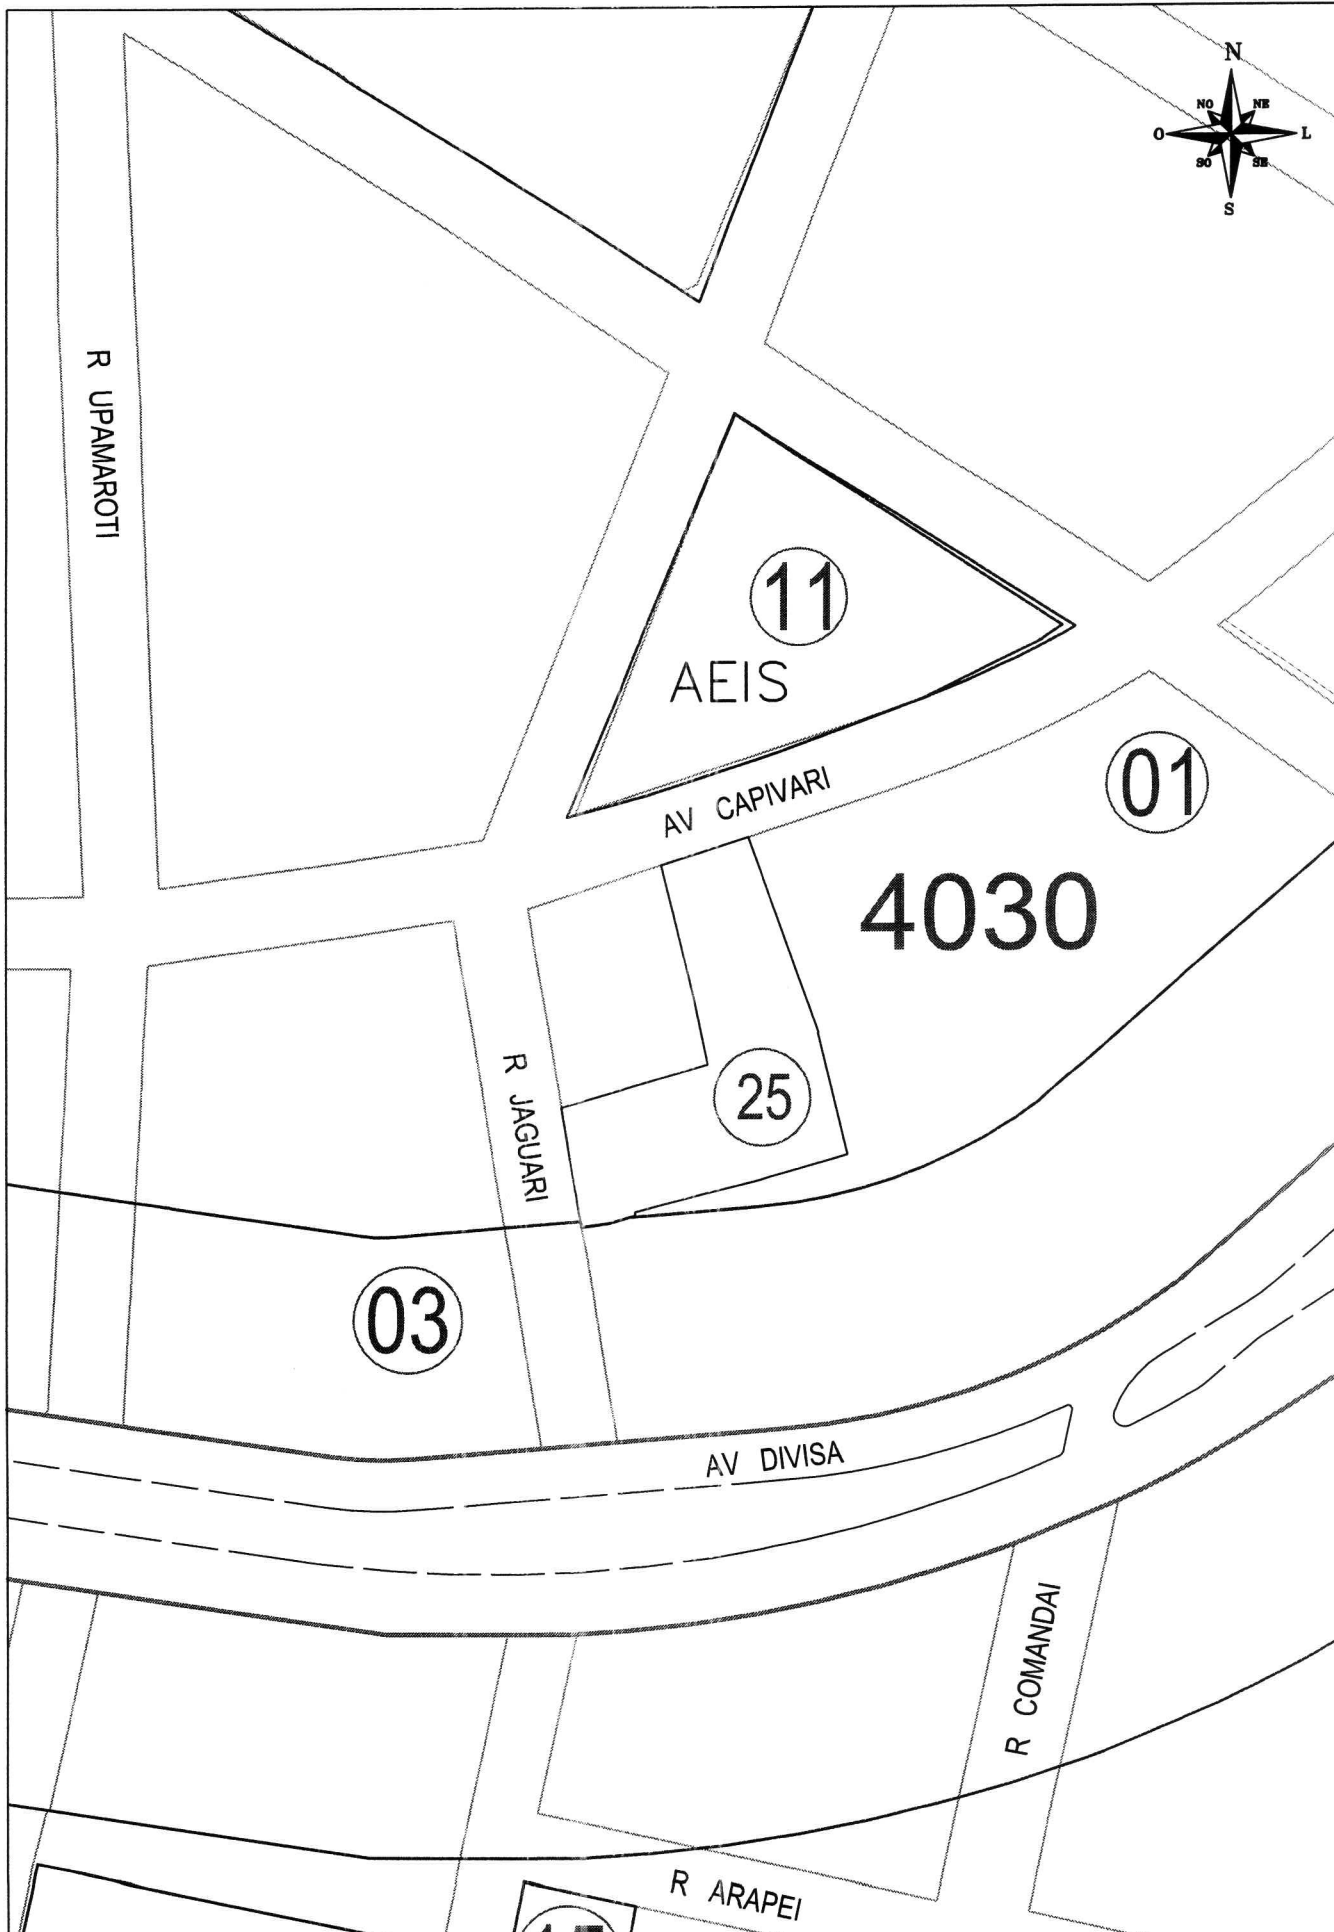 N
NO
NE
O
L
SO
SE
S
R UPAMAROTI
11
AEIS
AV CAPIVARI
01
4030
25
R JAGUARI
03
AV DIVISA
R COMANDAI
R ARAPEI